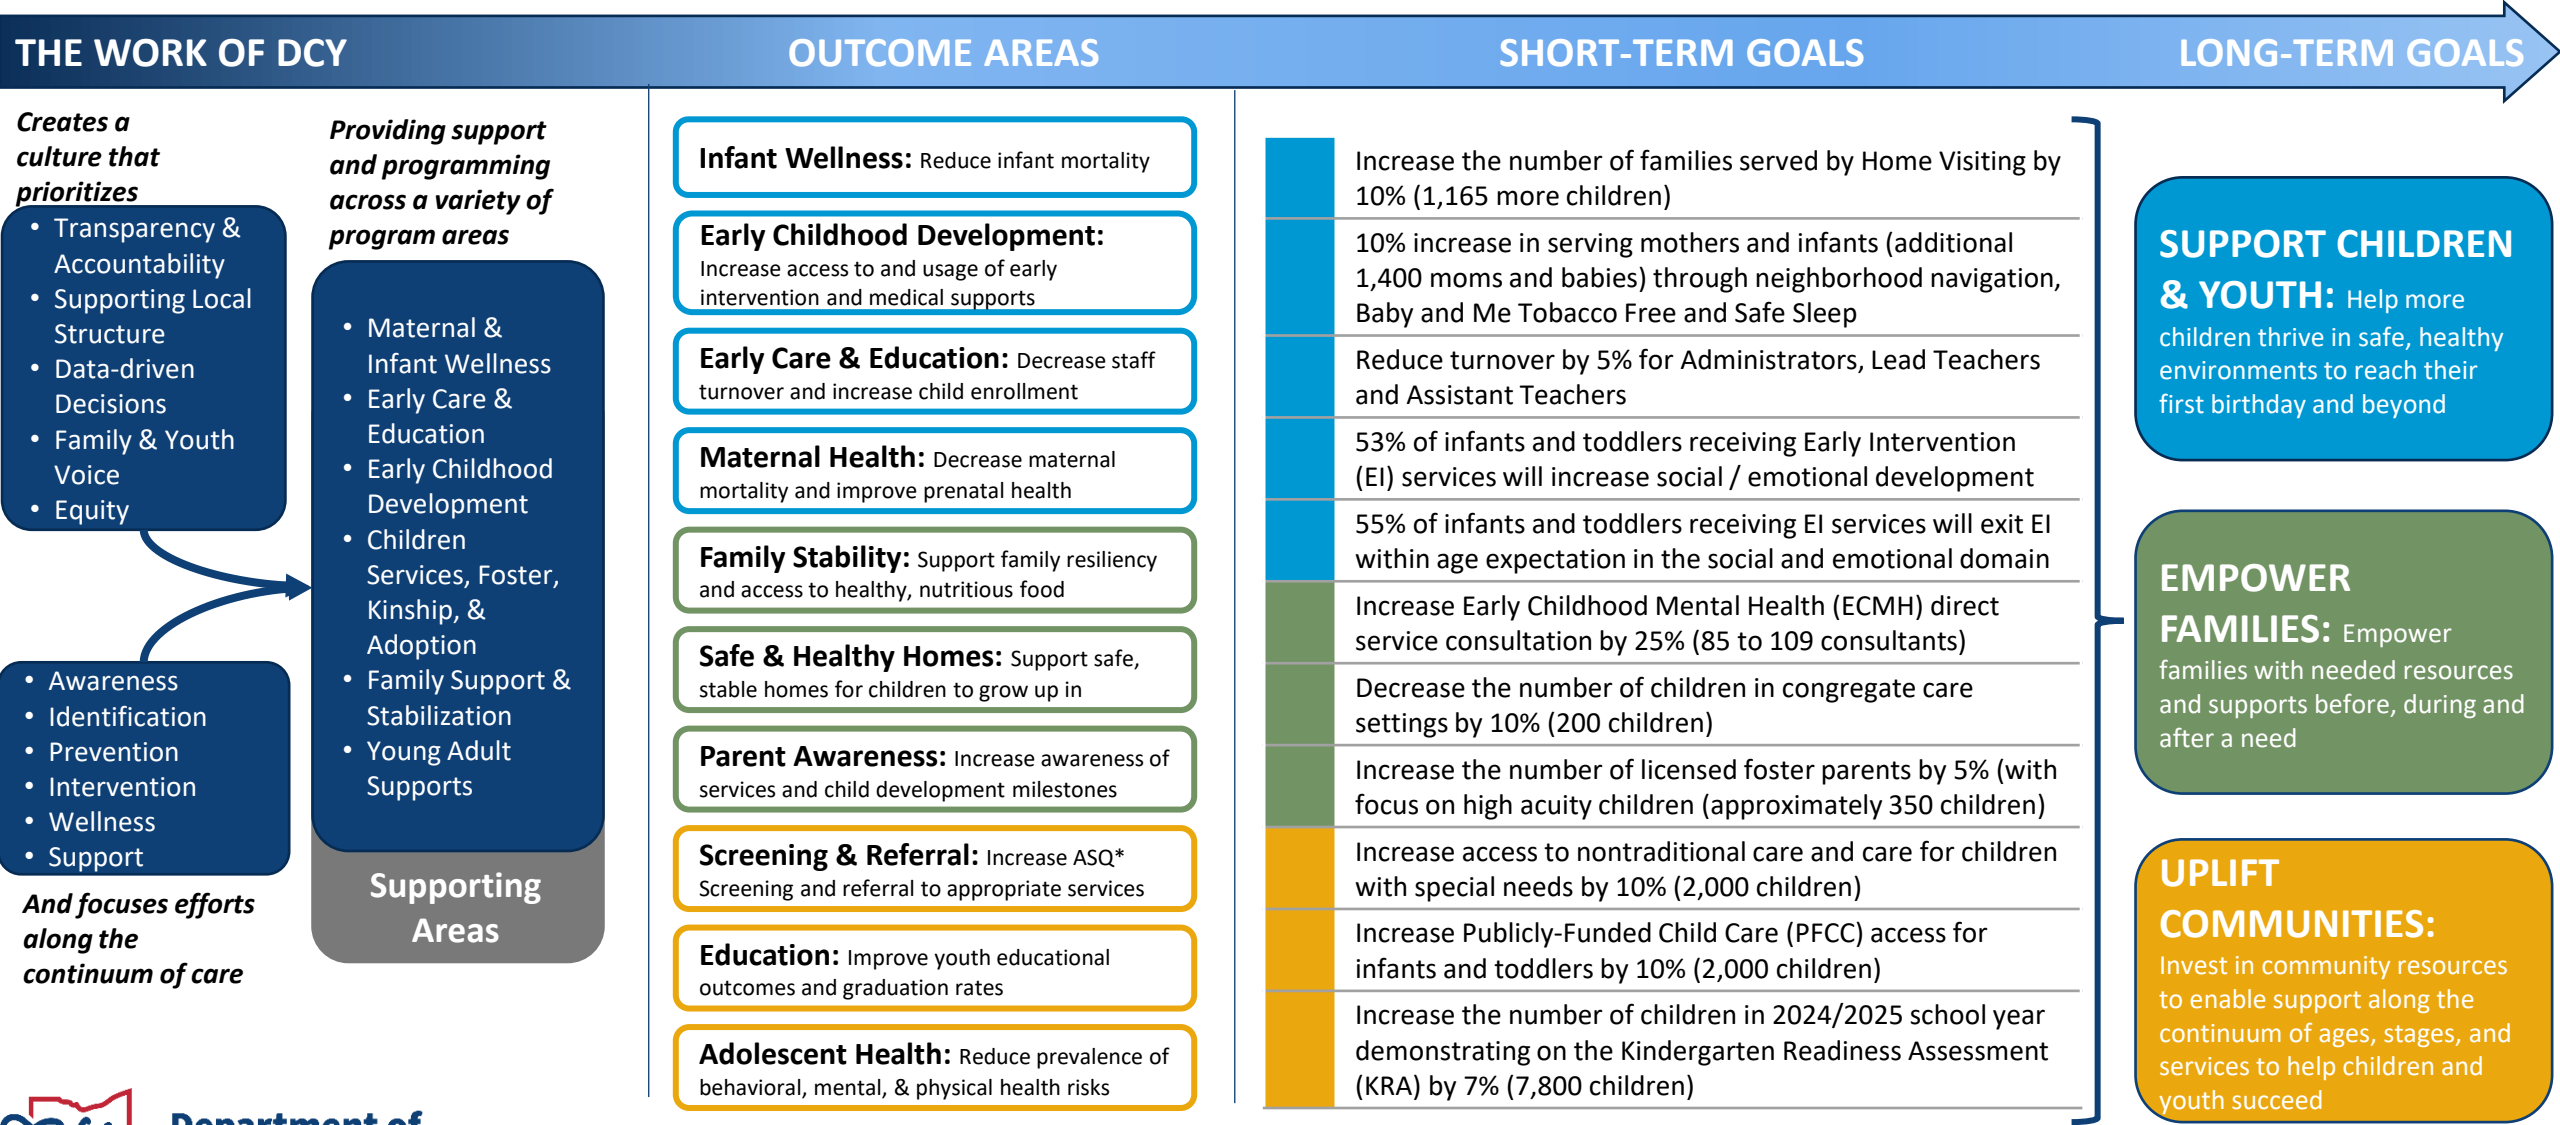 THE WORK OF DCY
OUTCOME AREAS
SHORT-TERM GOALS
LONG-TERM GOALS
Creates a
culture that
prioritizes
• Transparency &
Accountability
• Supporting Local
Structure
• Data-driven
Decisions
• Family & Youth
Voice
• Equity
• Awareness
• Identification
• Prevention
• Intervention
• Wellness
• Support
And focuses efforts
along the
continuum of care
Providing support
and programming
across a variety of
program areas
• Maternal &
Infant Wellness
• Early Care &
Education
• Early Childhood
Development
• Children
Services, Foster,
Kinship, &
Adoption
• Family Support &
Stabilization
• Young Adult
Supports
Supporting
Areas
Infant Wellness: Reduce infant mortality
Early Childhood Development:
Increase access to and usage of early
intervention and medical supports
Early Care & Education: Decrease staff
turnover and increase child enrollment
Maternal Health: Decrease maternal
mortality and improve prenatal health
Family Stability: Support family resiliency
and access to healthy, nutritious food
Safe & Healthy Homes: Support safe,
stable homes for children to grow up in
Parent Awareness: Increase awareness of
services and child development milestones
Screening & Referral: Increase ASQ*
Screening and referral to appropriate services
Education: Improve youth educational
outcomes and graduation rates
Adolescent Health: Reduce prevalence of
behavioral, mental, & physical health risks
Increase the number of families served by Home Visiting by
10% (1,165 more children)
10% increase in serving mothers and infants (additional
1,400 moms and babies) through neighborhood navigation,
Baby and Me Tobacco Free and Safe Sleep
Reduce turnover by 5% for Administrators, Lead Teachers
and Assistant Teachers
53% of infants and toddlers receiving Early Intervention
(EI) services will increase social / emotional development
55% of infants and toddlers receiving EI services will exit EI
within age expectation in the social and emotional domain
Increase Early Childhood Mental Health (ECMH) direct
service consultation by 25% (85 to 109 consultants)
Decrease the number of children in congregate care
settings by 10% (200 children)
Increase the number of licensed foster parents by 5% (with
focus on high acuity children (approximately 350 children)
Increase access to nontraditional care and care for children
with special needs by 10% (2,000 children)
Increase Publicly-Funded Child Care (PFCC) access for
infants and toddlers by 10% (2,000 children)
Increase the number of children in 2024/2025 school year
demonstrating on the Kindergarten Readiness Assessment
(KRA) by 7% (7,800 children)
SUPPORT CHILDREN
& YOUTH: Help more
children thrive in safe, healthy
environments to reach their
first birthday and beyond
EMPOWER
FAMILIES: Empower
families with needed resources
and supports before, during and
after a need
UPLIFT
COMMUNITIES:
Invest in community resources
to enable support along the
continuum of ages, stages, and
services to help children and
youth succeed
Department of